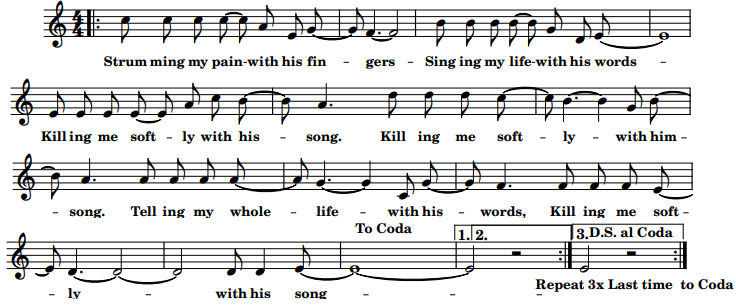 4/4
Strum ming my pain-with his fin - gers - Sing ing my life-with his words -
Kill ing me soft - ly with his - song. Kill ing me soft - ly - with him -
- song. Tell ing my whole - life - with his - words, Kill ing me soft -
To Coda 1. 2. 3. D.S. al Coda
Repeat 3x Last time to Coda
- ly - with his song - -